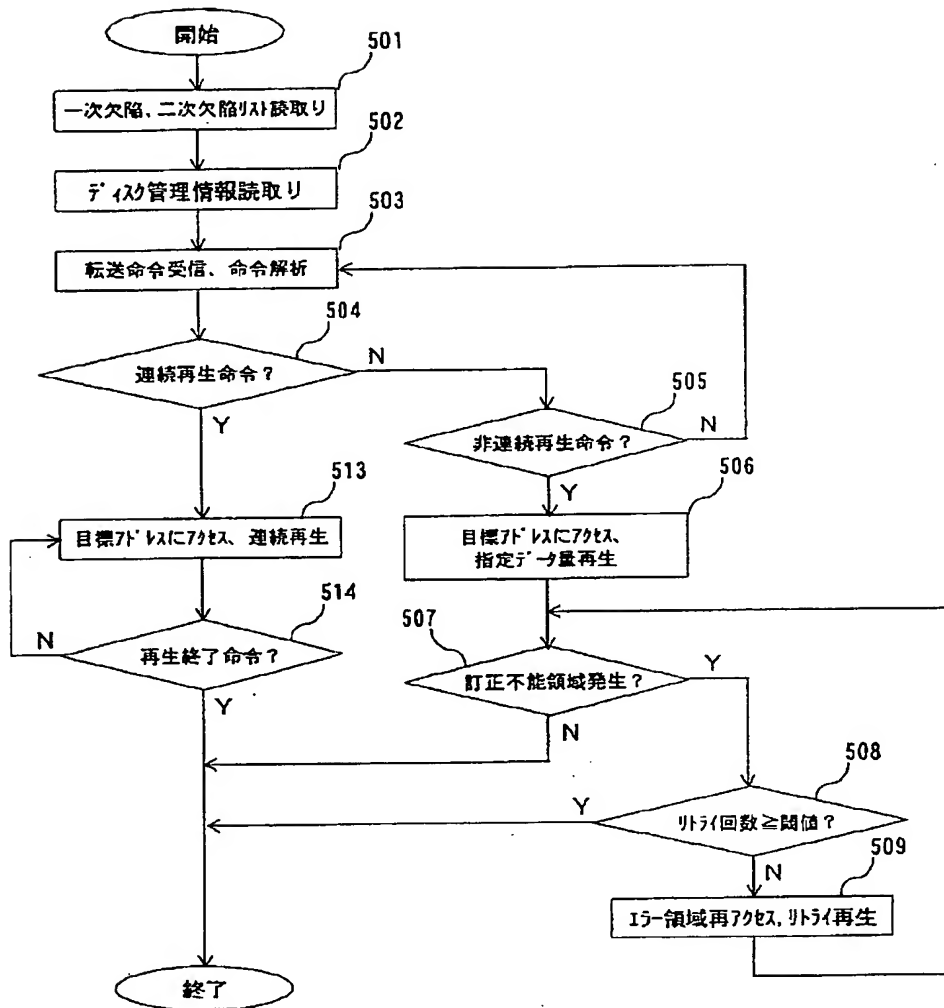 開始
501
一次欠陥、二次欠陥リスト読取り
502
ディスク管理情報読取り
503
転送命令受信、命令解析
504
連続再生命令?
N
Y
505
非連続再生命令?
N
Y
513
目標アドレスにアクセス、連続再生
506
目標アドレスにアクセス、
指定データ量再生
514
再生終了命令?
N
Y
507
訂正不能領域発生?
Y
N
508
リトライ回数≧閾値?
Y
N
509
エラー領域再アクセス,リトライ再生
終了